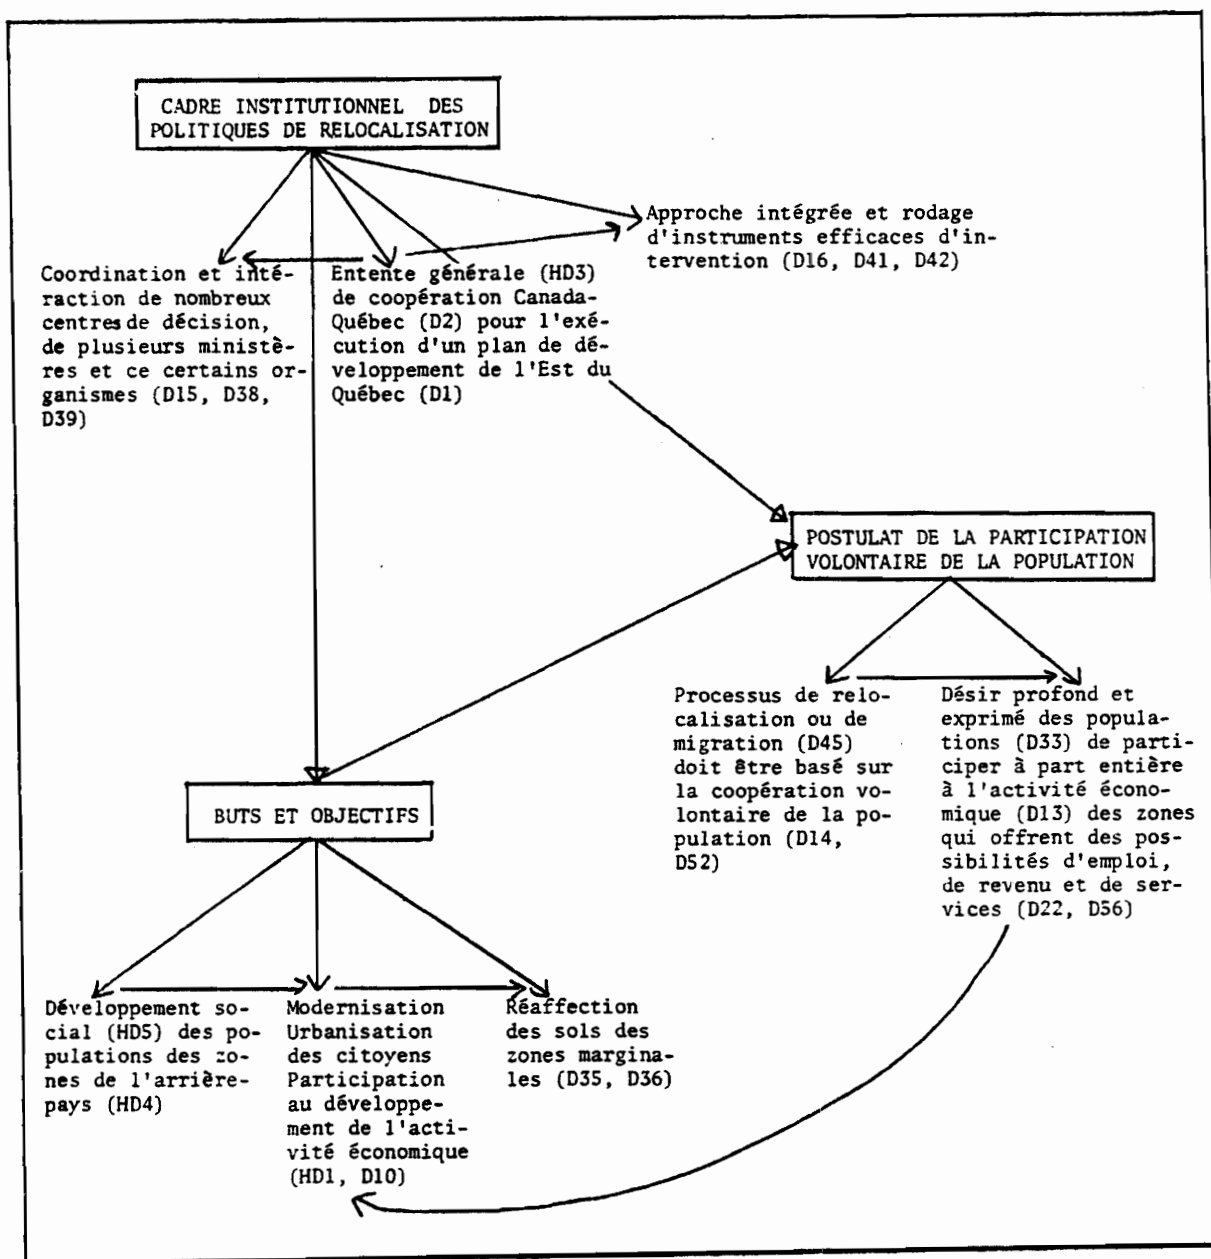 CADRE INSTITUTIONNEL DES
POLITIQUES DE RELOCALISATION
Approche intégrée et rodage
d'instruments efficaces d'in-
tervention (D16, D41, D42)
Coordination et inté-
raction de nombreux
centres de décision,
de plusieurs ministè-
res et ce certains or-
ganismes (D15, D38,
D39)
Entente générale (HD3)
de coopération Canada-
Québec (D2) pour l'exé-
cution d'un plan de dé-
veloppement de l'Est du
Québec (D1)
POSTULAT DE LA PARTICIPATION
VOLONTAIRE DE LA POPULATION
Processus de relo-
calisation ou de
migration (D45)
doit être basé sur
la coopération vo-
lontaire de la po-
pulation (D14,
D52)
Désir profond et
exprimé des popula-
tions (D33) de parti-
ciper à part entière
à l'activité écono-
mique (D13) des zones
qui offrent des pos-
sibilités d'emploi,
de revenu et de ser-
vices (D22, D56)
BUTS ET OBJECTIFS
Développement so-
cial (HD5) des po-
pulations des zo-
nes de l'arrière-
pays (HD4)
Modernisation
Urbanisation
des citoyens
Participation
au développe-
ment de l'acti-
vité économique
(HD1, D10)
Réaffection
des sols des
zones margina-
les (D35, D36)